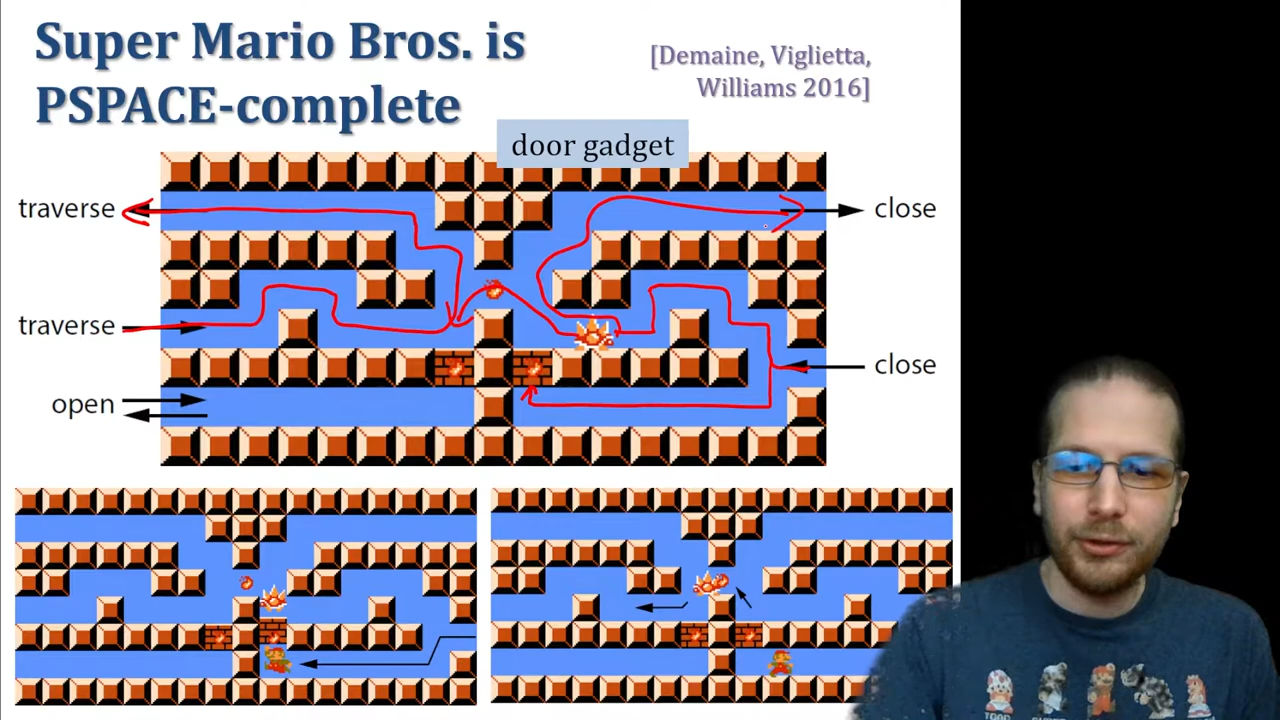 Super Mario Bros. is
PSPACE-complete
[Demaine, Viglietta,
Williams 2016]
door gadget
traverse
close
traverse
close
open